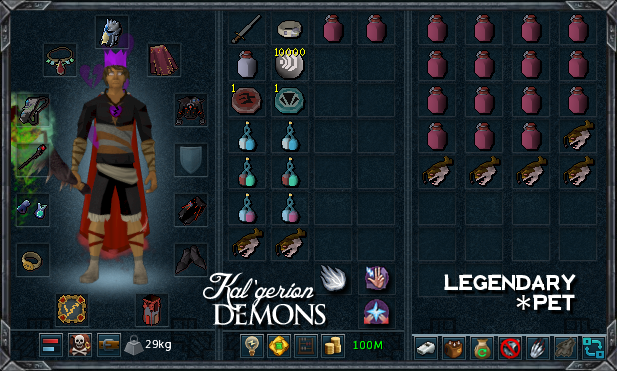 10000
1
1
Kal'gerion
DEMONS
LEGENDARY
*PET
29kg
100M